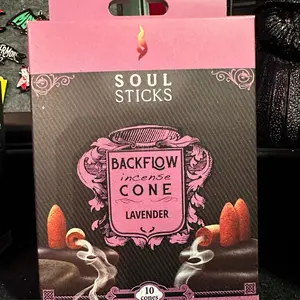 SOUL
STICKS
BACKFLOW
incense
CONE
LAVENDER
10
cones